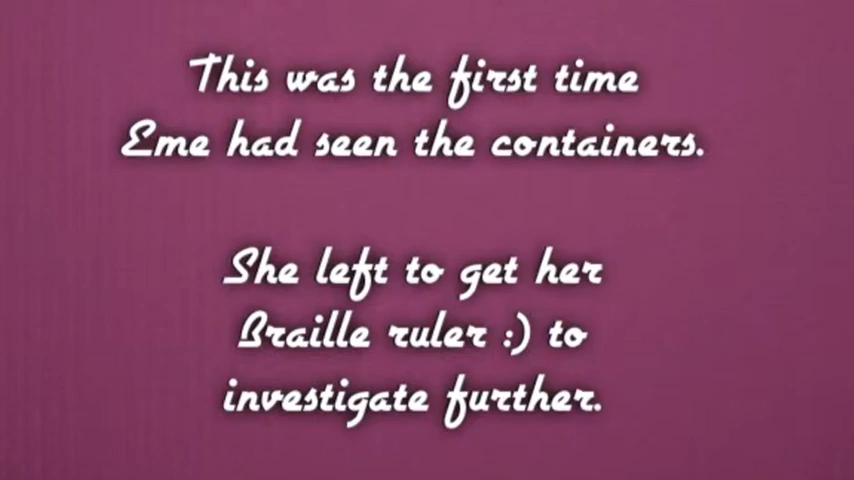 This was the first time
Eme had seen the containers.
She left to get her
Braille ruler :) to
investigate further.